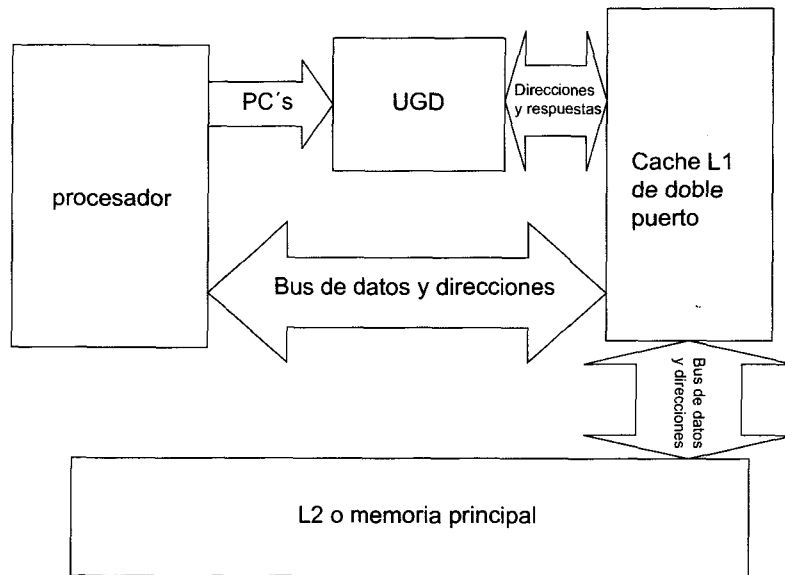 procesador
PC´s
UGD
Direcciones
y respuestas
Cache L1
de doble
puerto
Bus de datos y direcciones
Bus de datos
y direcciones
L2 o memoria principal